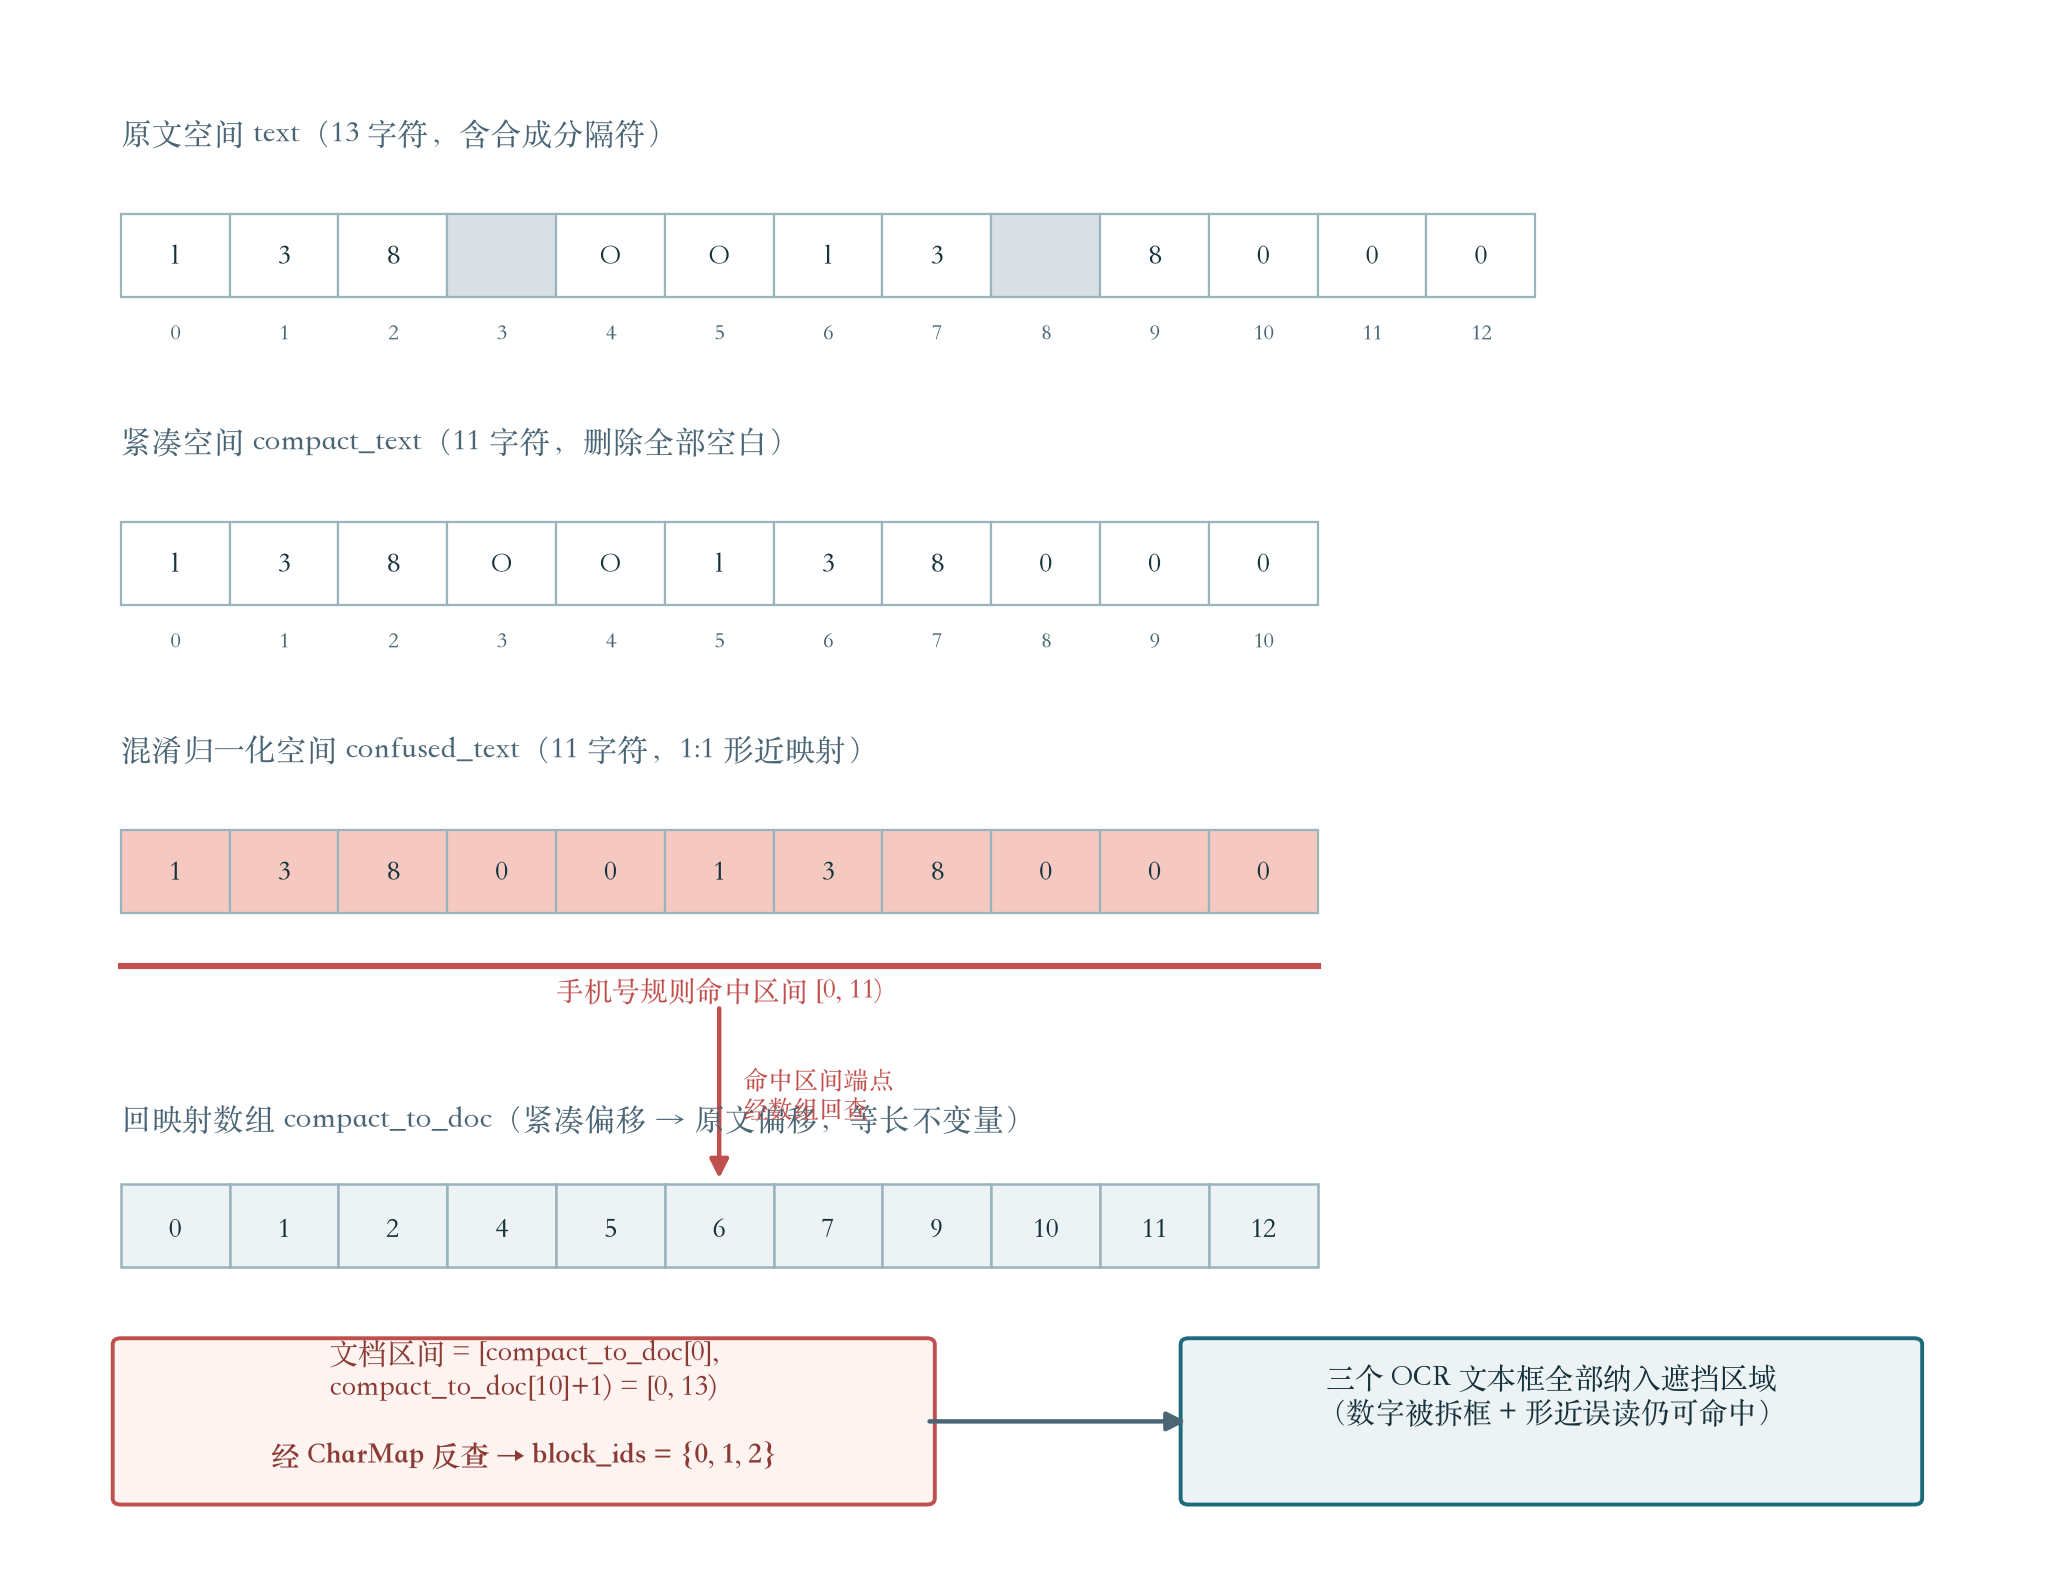 原文空间 text（13 字符，含合成分隔符）
l 3 8 O O l 3 8 0 0 0
0 1 2 3 4 5 6 7 8 9 10 11 12
紧凑空间 compact_text（11 字符，删除全部空白）
l 3 8 O O l 3 8 0 0 0
0 1 2 3 4 5 6 7 8 9 10
混淆归一化空间 confused_text（11 字符，1:1 形近映射）
1 3 8 0 0 1 3 8 0 0 0
手机号规则命中区间 [0, 11)
命中区间端点
经数组回查
回映射数组 compact_to_doc（紧凑偏移 → 原文偏移，等长不变量）
0 1 2 4 5 6 7 9 10 11 12
文档区间 = [compact_to_doc[0],
compact_to_doc[10]+1) = [0, 13)
经 CharMap 反查 → block_ids = {0, 1, 2}
三个 OCR 文本框全部纳入遮挡区域
（数字被拆框 + 形近误读仍可命中）